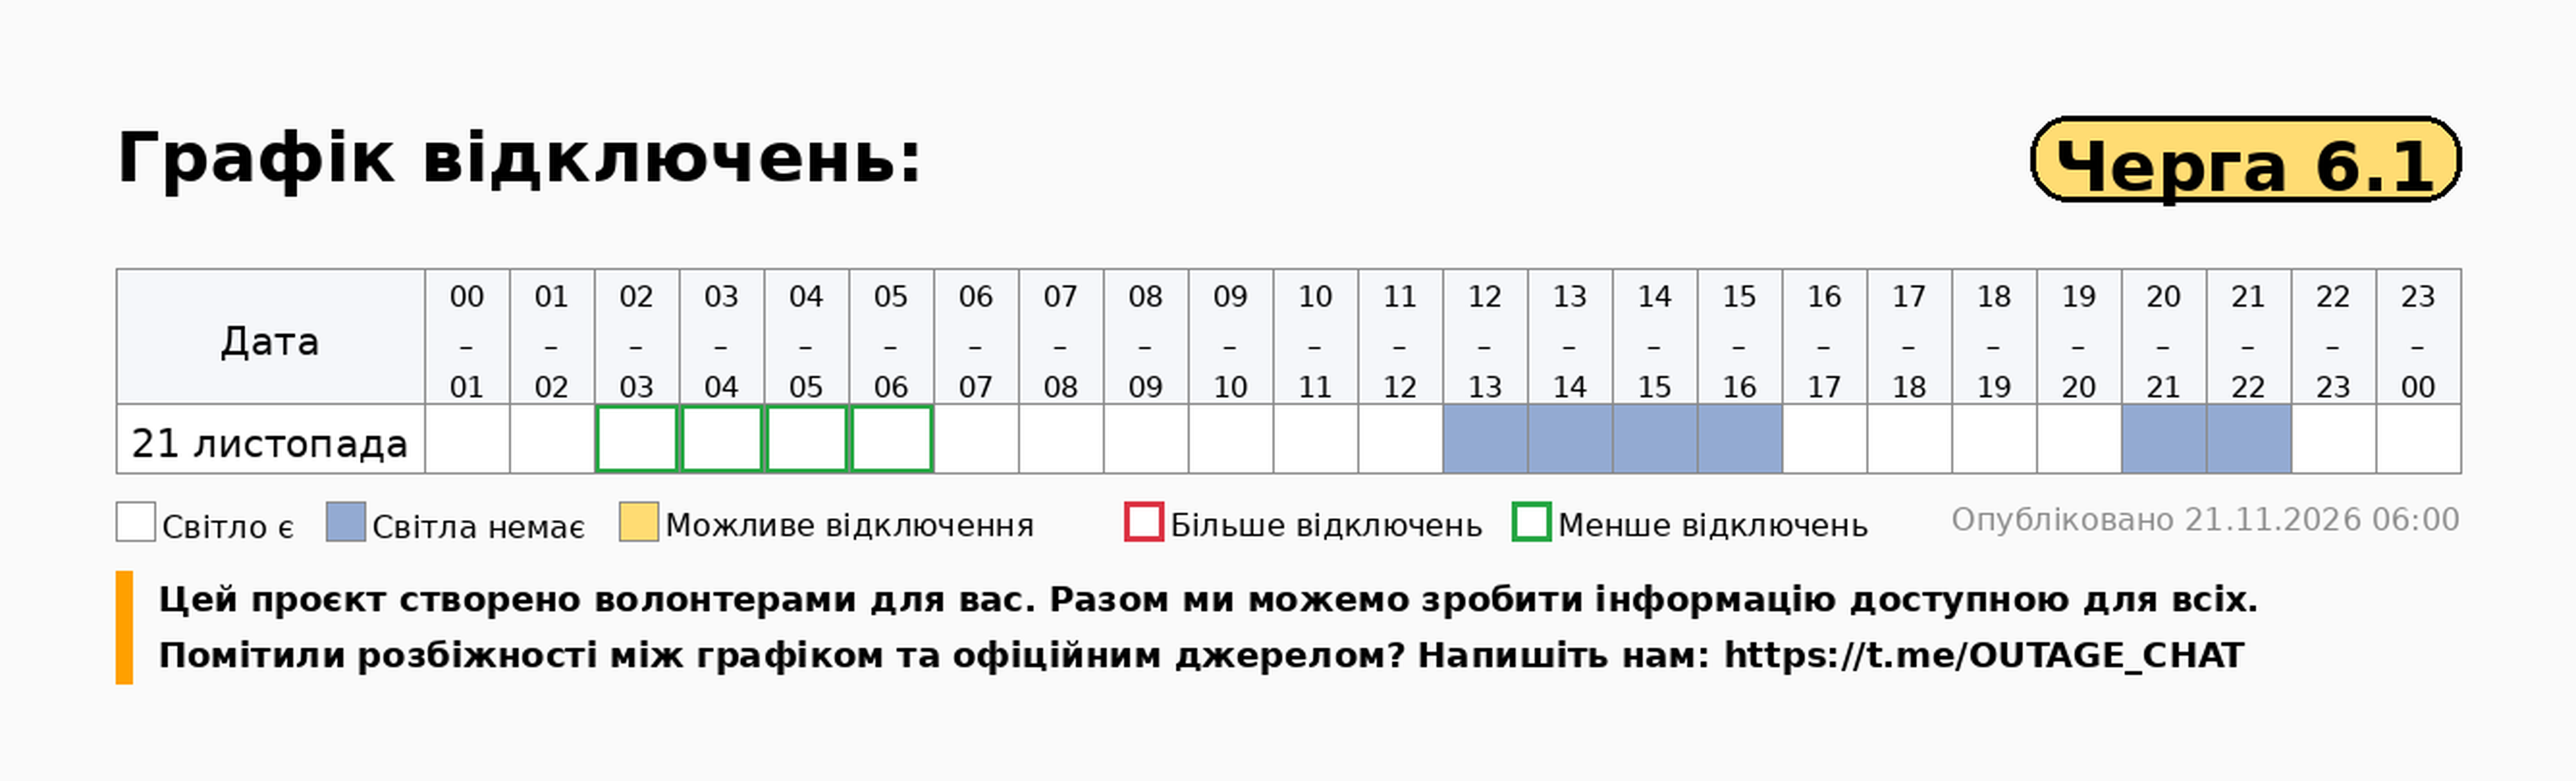 Графік відключень:
Черга 6.1
Дата
00 – 01
01 – 02
02 – 03
03 – 04
04 – 05
05 – 06
06 – 07
07 – 08
08 – 09
09 – 10
10 – 11
11 – 12
12 – 13
13 – 14
14 – 15
15 – 16
16 – 17
17 – 18
18 – 19
19 – 20
20 – 21
21 – 22
22 – 23
23 – 00
21 листопада
Світло є
Світла немає
Можливе відключення
Більше відключень
Менше відключень
Опубліковано 21.11.2026 06:00
Цей проєкт створено волонтерами для вас. Разом ми можемо зробити інформацію доступною для всіх.
Помітили розбіжності між графіком та офіційним джерелом? Напишіть нам: https://t.me/OUTAGE_CHAT